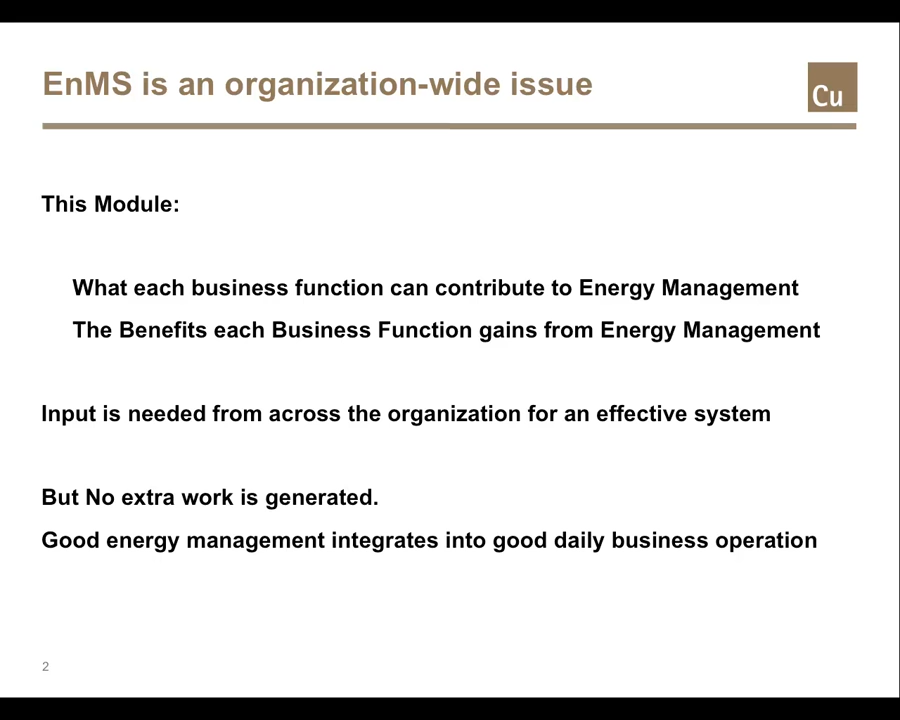 EnMS is an organization-wide issue
Cu
This Module:
What each business function can contribute to Energy Management
The Benefits each Business Function gains from Energy Management
Input is needed from across the organization for an effective system
But No extra work is generated.
Good energy management integrates into good daily business operation
2